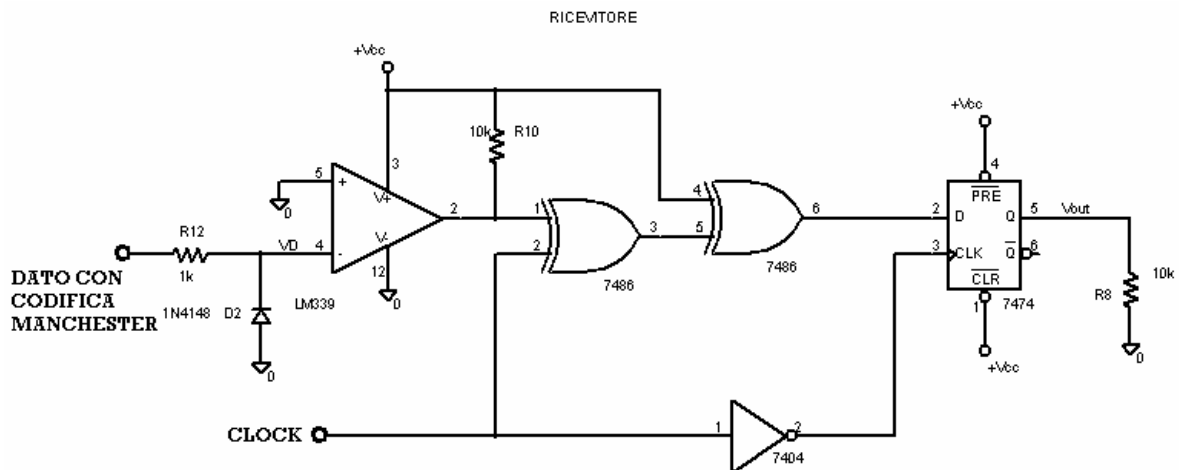 RICEVITORE
+Vcc
10k
R10
+Vcc
3
5
+
V+
V-
-
4
12
0
2
LM339
R12
1k
VD
DATO CON
CODIFICA
MANCHESTER
1N4148
D2
0
0
1
2
3
7486
4
5
6
7486
4
PRE
2
D
Q
5
Vout
3
CLK
Q
6
CLR
1
7474
+Vcc
R8
10k
0
CLOCK
1
2
7404